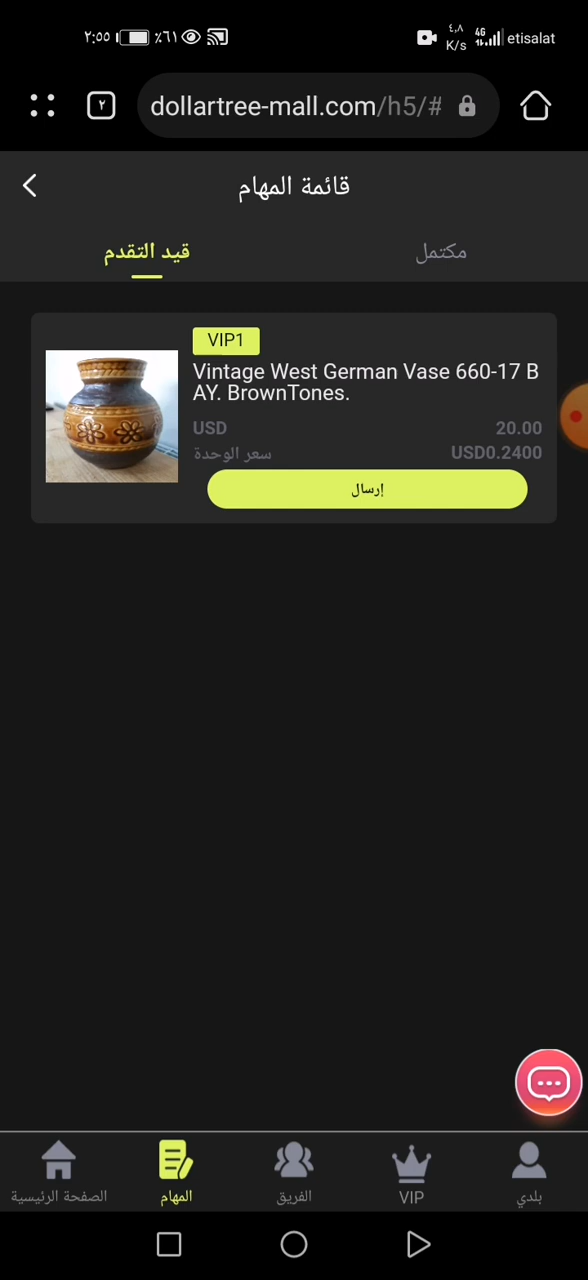 ٢:٥٥ ٪٦١ ٤,٨ K/s 4G etisalat
٢ dollartree-mall.com/h5/#
قائمة المهام
قيد التقدم مكتمل
VIP1
Vintage West German Vase 660-17 B
AY. BrownTones.
USD 20.00
سعر الوحدة USD0.2400
إرسال
الصفحة الرئيسية المهام الفريق VIP بلدي